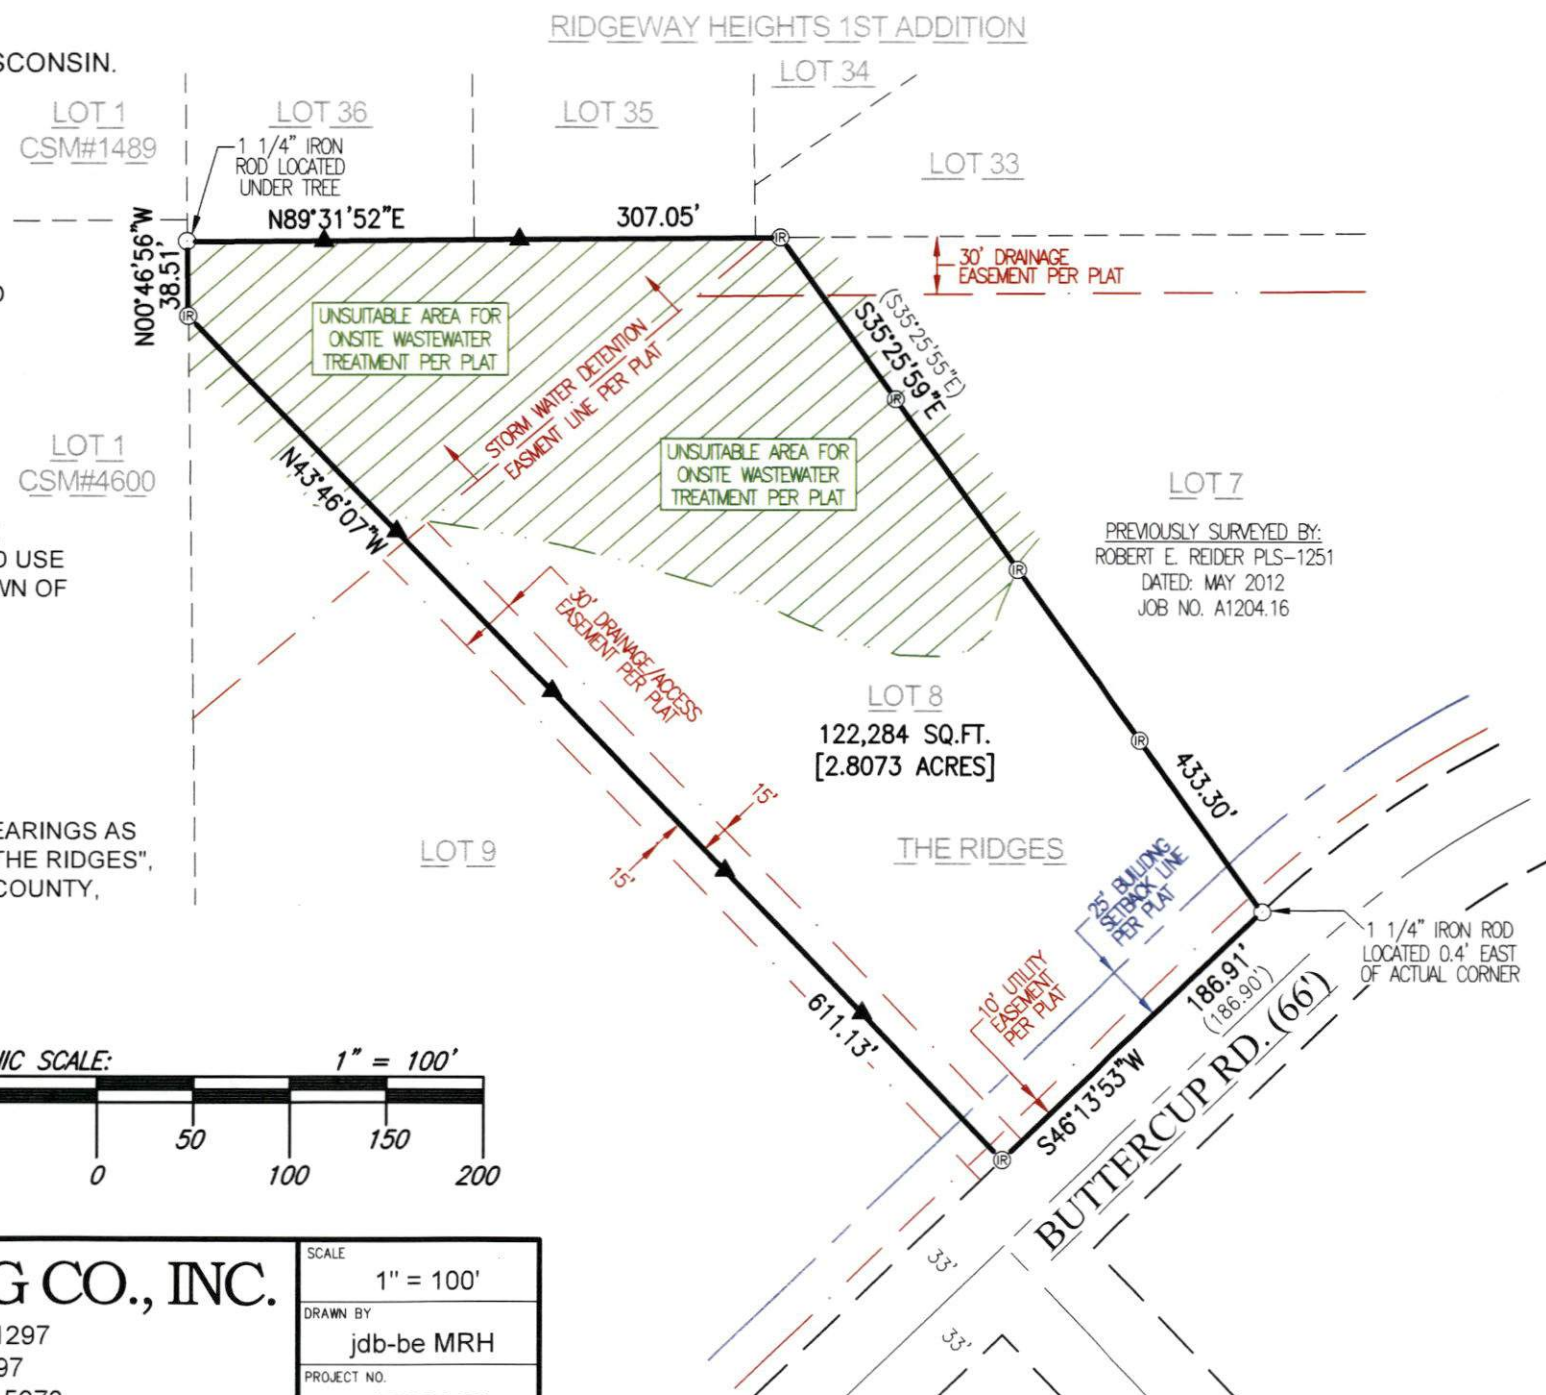 RIDGEWAY HEIGHTS 1ST ADDITION
SCONSIN.
LOT 1
CSM#1489
LOT 36
LOT 35
LOT 34
LOT 33
1 1/4" IRON
ROD LOCATED
UNDER TREE
N89°31'52"E
307.05'
N00°46'56"W
38.51'
IR
IR
30' DRAINAGE
EASEMENT PER PLAT
UNSUITABLE AREA FOR
ONSITE WASTEWATER
TREATMENT PER PLAT
STORM WATER DETENTION
EASMENT LINE PER PLAT
(S35°25'55"E)
S35°25'59"E
IR
UNSUITABLE AREA FOR
ONSITE WASTEWATER
TREATMENT PER PLAT
LOT 1
CSM#4600
N43°46'07"W
LOT 7
PREVIOUSLY SURVEYED BY:
ROBERT E. REIDER PLS-1251
DATED: MAY 2012
JOB NO. A1204.16
D USE
WN OF
IR
30' DRAINAGE/ACCESS
EASEMENT PER PLAT
LOT 8
122,284 SQ.FT.
[2.8073 ACRES]
IR
433.30'
15'
15'
EARINGS AS
THE RIDGES",
COUNTY,
LOT 9
THE RIDGES
25' BUILIDNG
SETBACK LINE
PER PLAT
1 1/4" IRON ROD
LOCATED 0.4' EAST
OF ACTUAL CORNER
10' UTILITY
EASEMENT
PER PLAT
611.13'
186.91'
(186.90')
S46°13'53"W
IR
BUTTERCUP RD. (66')
33'
33'
IC SCALE:
1" = 100'
0
50
100
150
200
G CO., INC.
1297
97
SCALE
1" = 100'
DRAWN BY
jdb-be MRH
PROJECT NO.